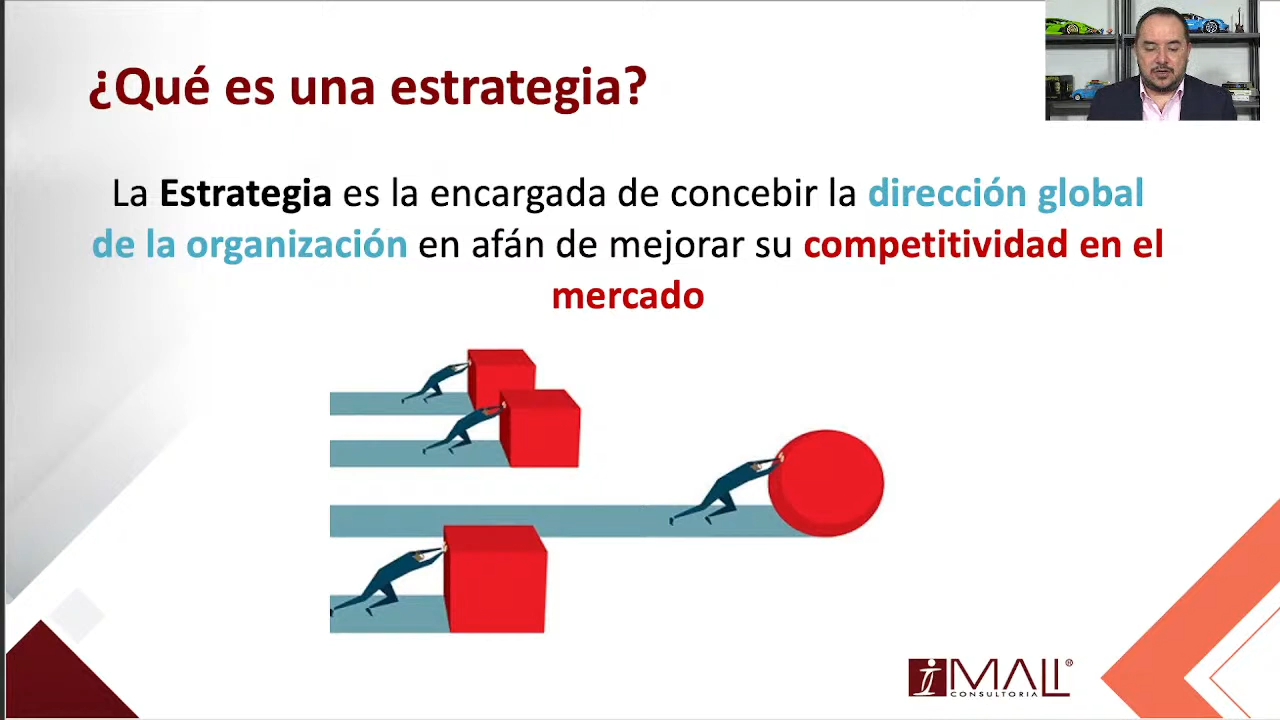 ¿Qué es una estrategia?
La Estrategia es la encargada de concebir la dirección global
de la organización en afán de mejorar su competitividad en el
mercado
iMALI®
CONSULTORIA